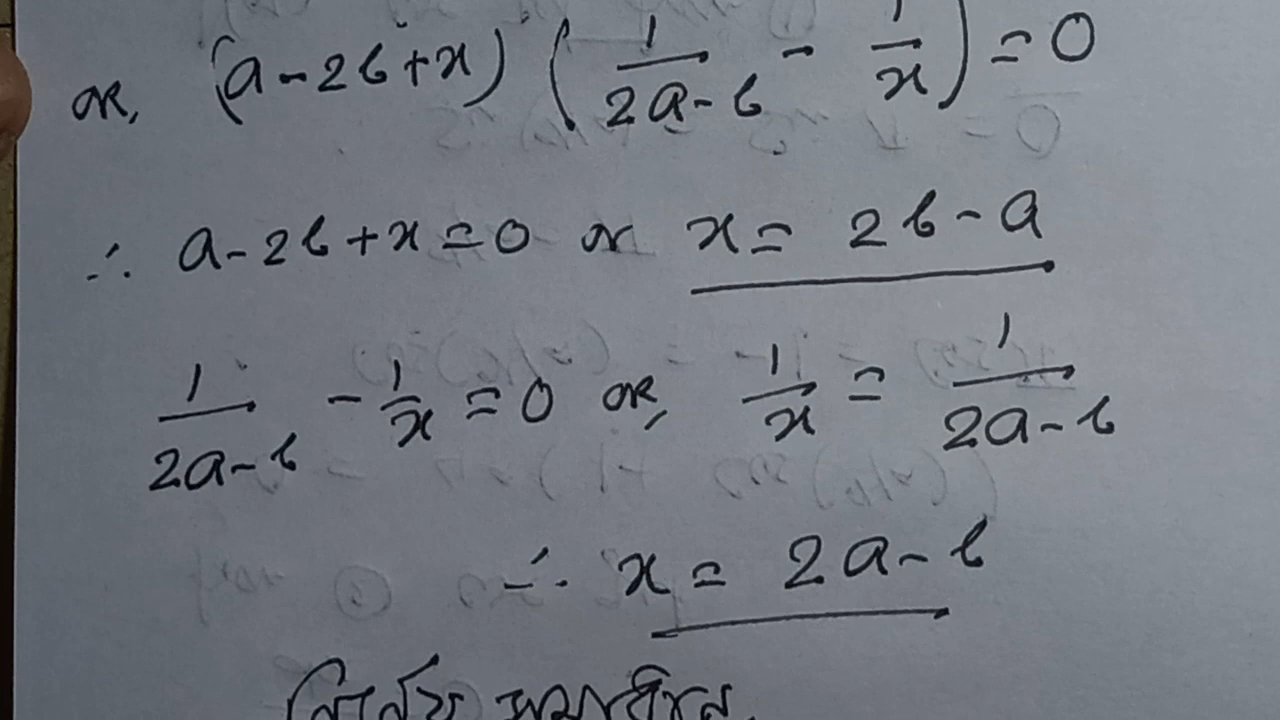 or, (a-2b+x) (1/2a-b - 1/x) = 0
∴ a-2b+x=0 or x= 2b-a
1/2a-b - 1/x = 0 or, 1/x = 1/2a-b
∴ x= 2a-b
নির্নেয় সমাধান